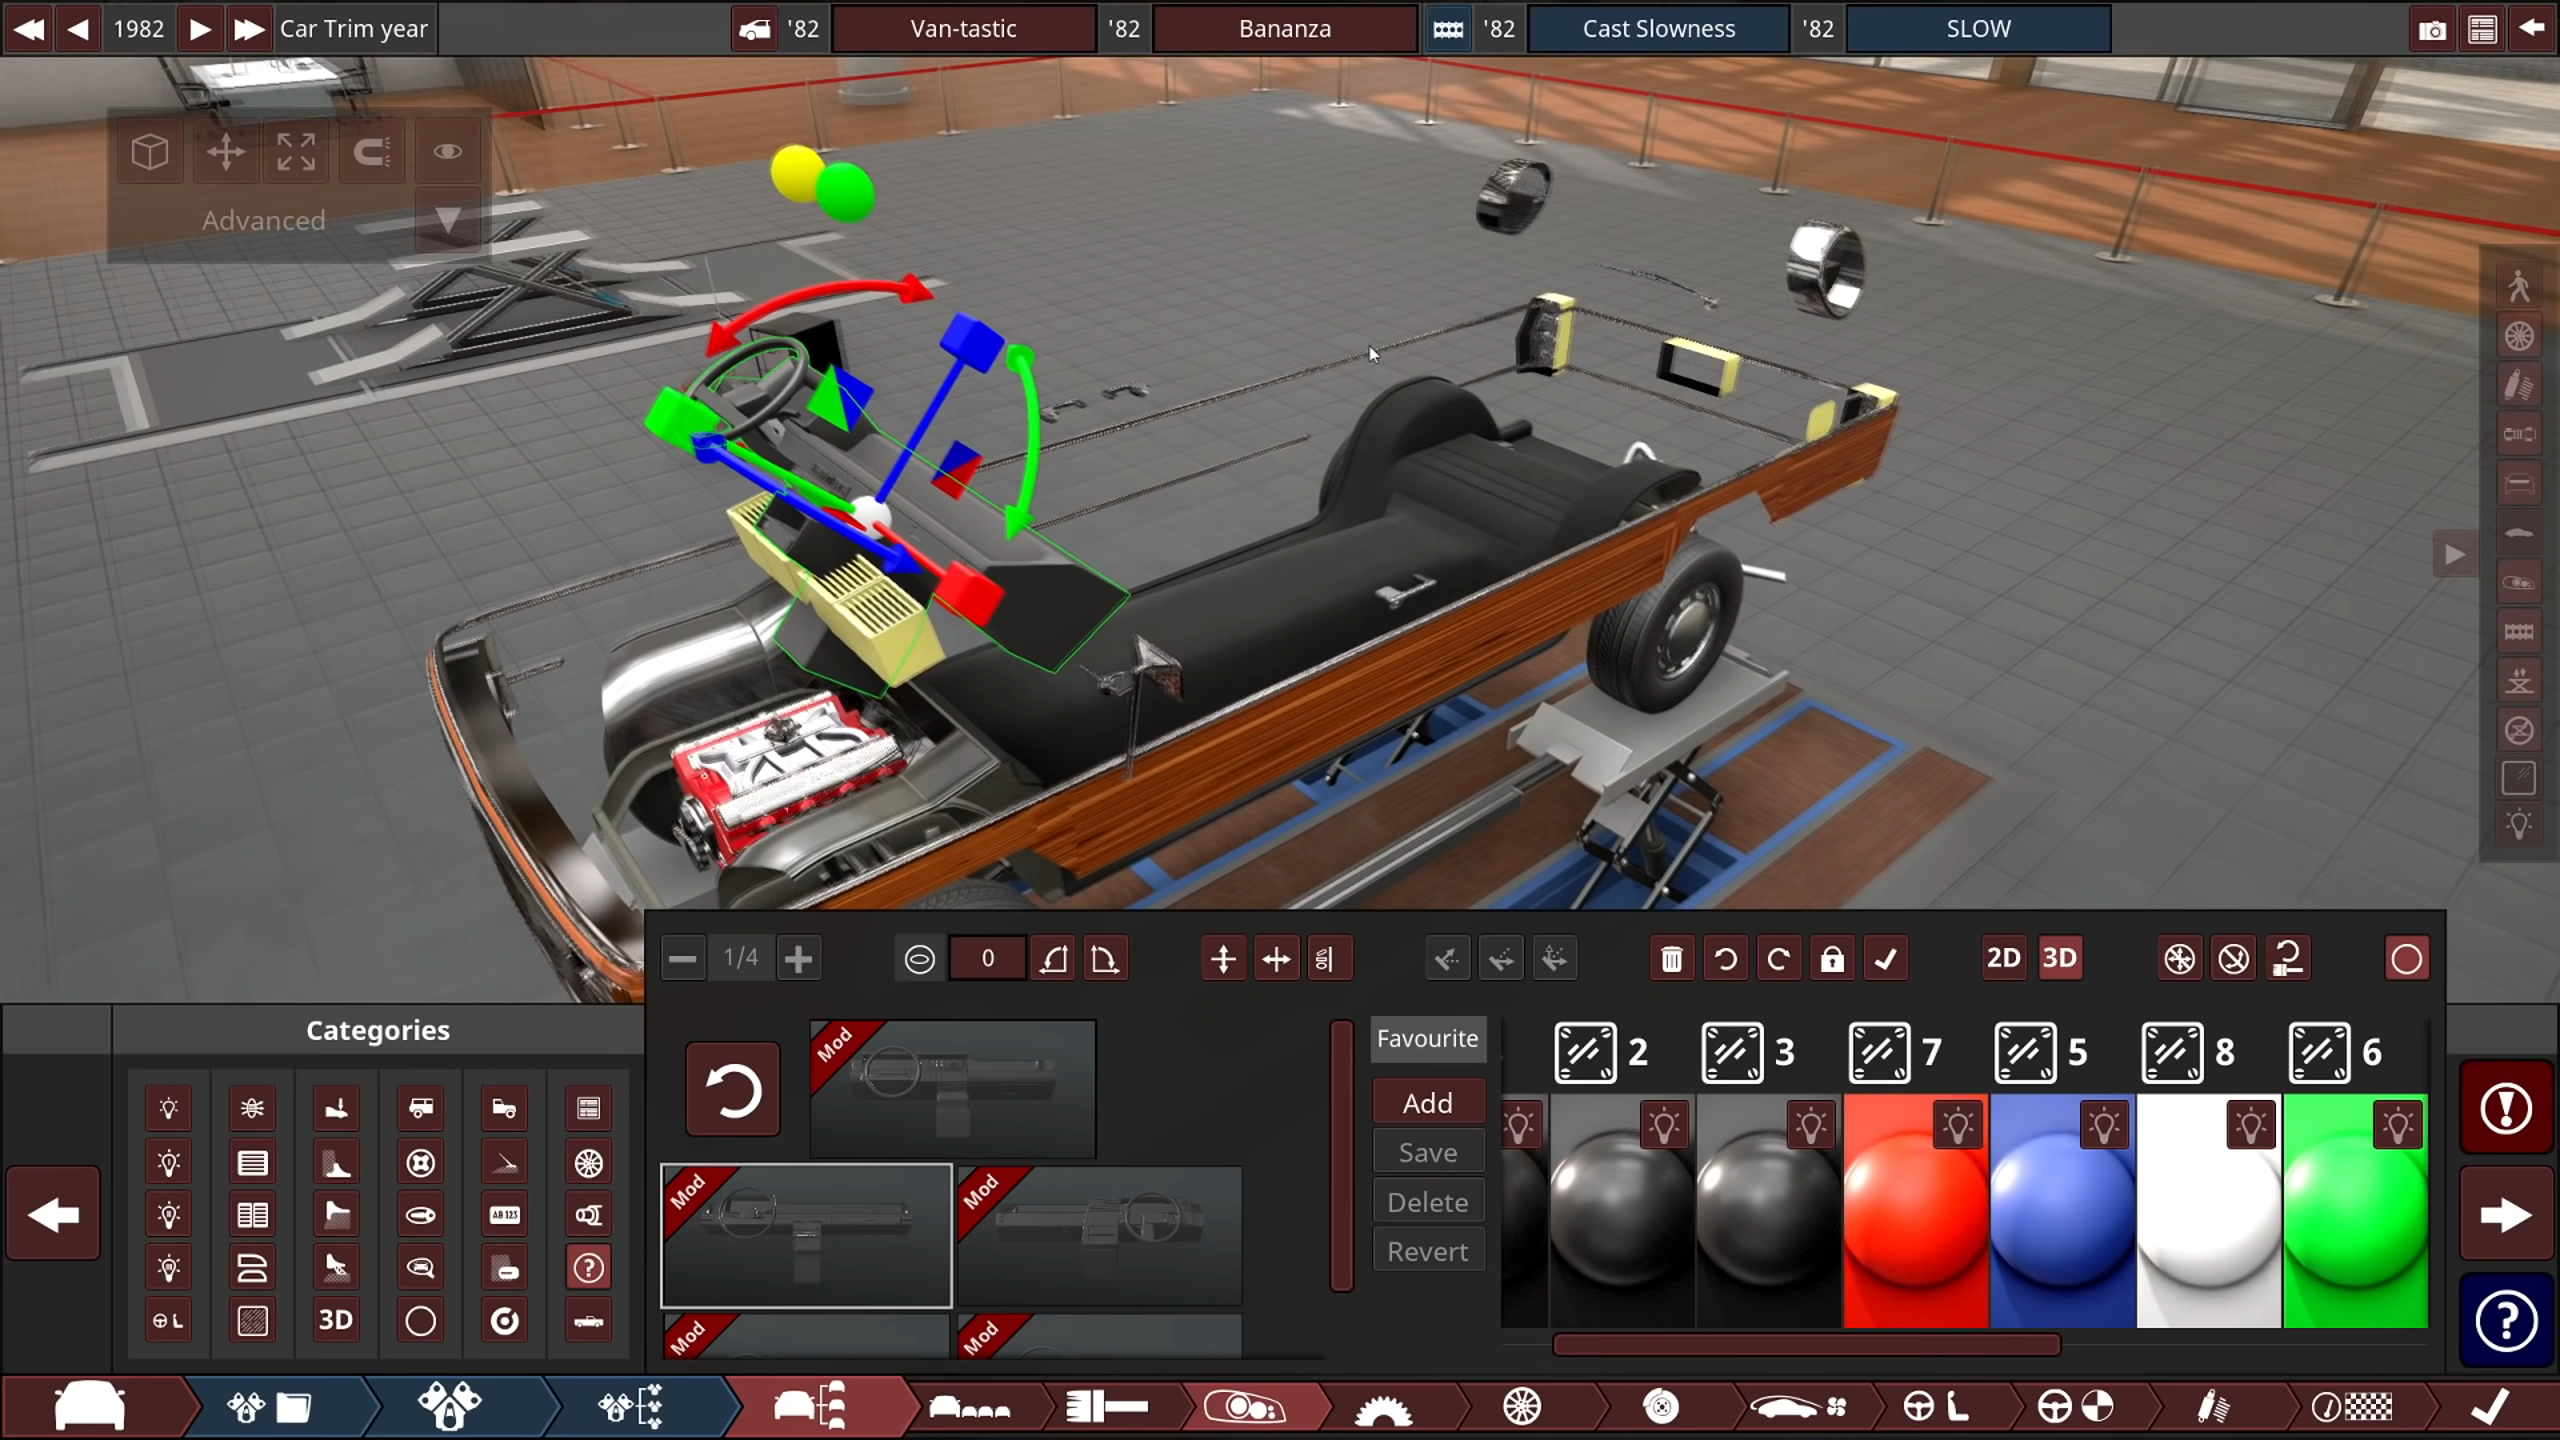 1982 Car Trim year '82 Van-tastic '82 Bananza '82 Cast Slowness '82 SLOW
Advanced
1/4 0 2D 3D
Categories
Favourite
Add
Save
Delete
Revert
2 3 7 5 8 6
Mod
Mod
Mod
Mod
Mod
AB 123
3D